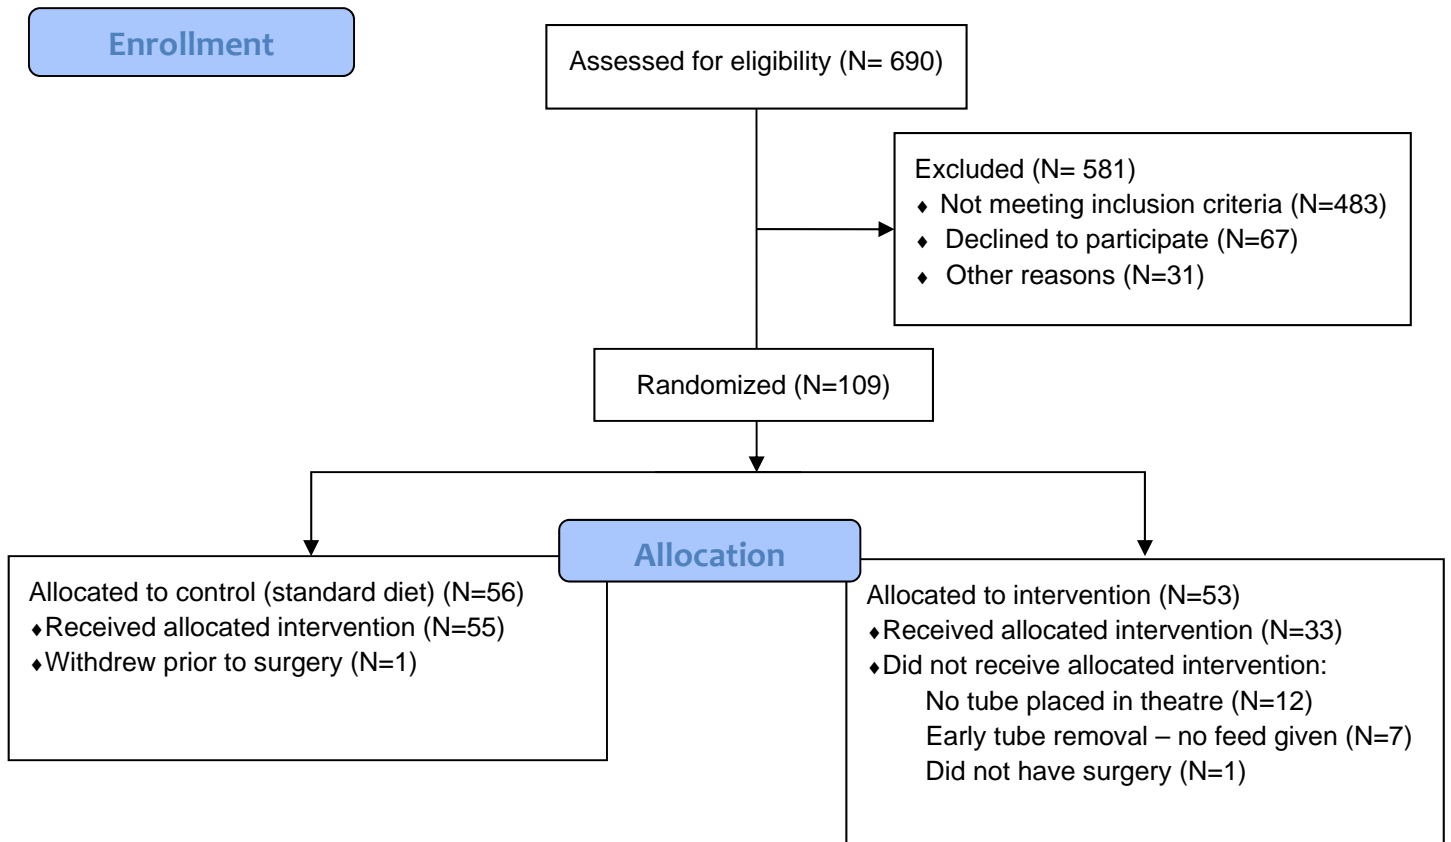 Enrollment
Assessed for eligibility (N= 690)
Excluded (N= 581)
♦ Not meeting inclusion criteria (N=483)
♦ Declined to participate (N=67)
♦ Other reasons (N=31)
Randomized (N=109)
Allocation
Allocated to control (standard diet) (N=56)
♦Received allocated intervention (N=55)
♦Withdrew prior to surgery (N=1)
Allocated to intervention (N=53)
♦Received allocated intervention (N=33)
♦Did not receive allocated intervention:
No tube placed in theatre (N=12)
Early tube removal – no feed given (N=7)
Did not have surgery (N=1)